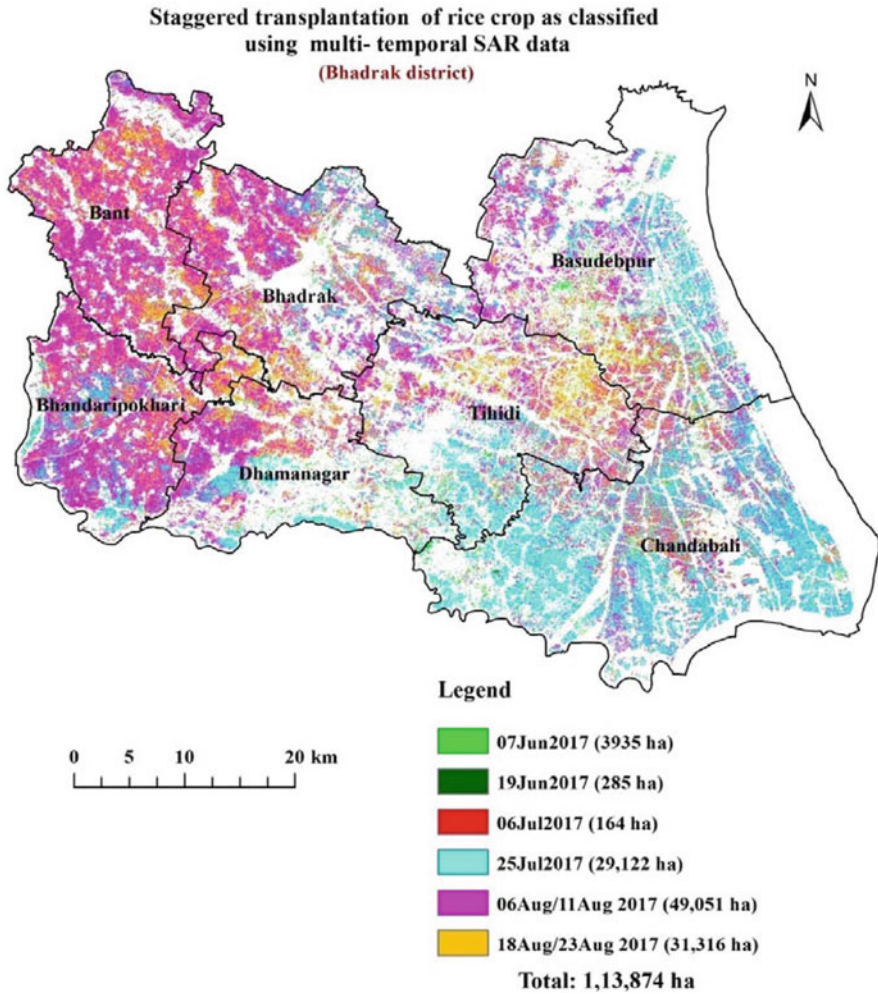 Staggered transplantation of rice crop as classified
using multi- temporal SAR data
(Bhadrak district)
N
Bant
Basudebpur
Bhadrak
Bhandaripokhari
Tihidi
Dhamanagar
Chandabali
Legend
07Jun2017 (3935 ha)
0 5 10 20 km
19Jun2017 (285 ha)
06Jul2017 (164 ha)
25Jul2017 (29,122 ha)
06Aug/11Aug 2017 (49,051 ha)
18Aug/23Aug 2017 (31,316 ha)
Total: 1,13,874 ha